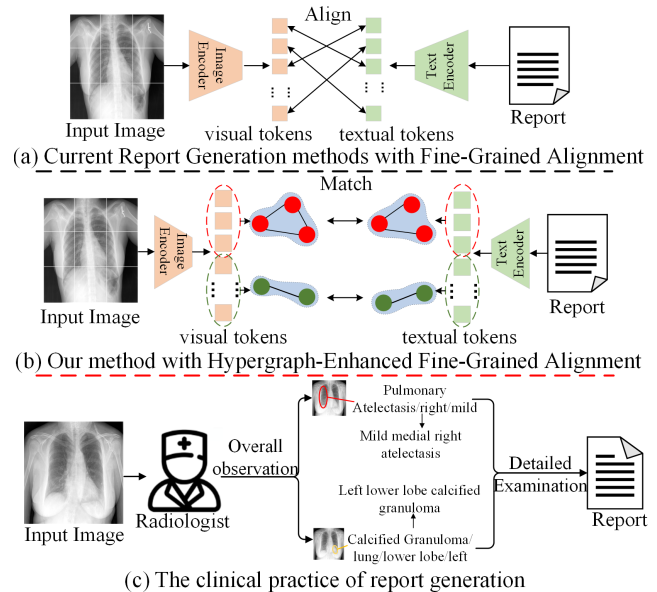 Align
Image
Encoder
Text
Encoder
Input Image
visual tokens
textual tokens
Report
(a) Current Report Generation methods with Fine-Grained Alignment
Match
Image
Encoder
Text
Encoder
Input Image
visual tokens
textual tokens
Report
(b) Our method with Hypergraph-Enhanced Fine-Grained Alignment
Input Image
Radiologist
Overall
observation
Pulmonary
Atelectasis/right/mild
Mild medial right
atelectasis
Left lower lobe calcified
granuloma
Calcified Granuloma/
lung/lower lobe/left
Detailed
Examination
Report
(c) The clinical practice of report generation